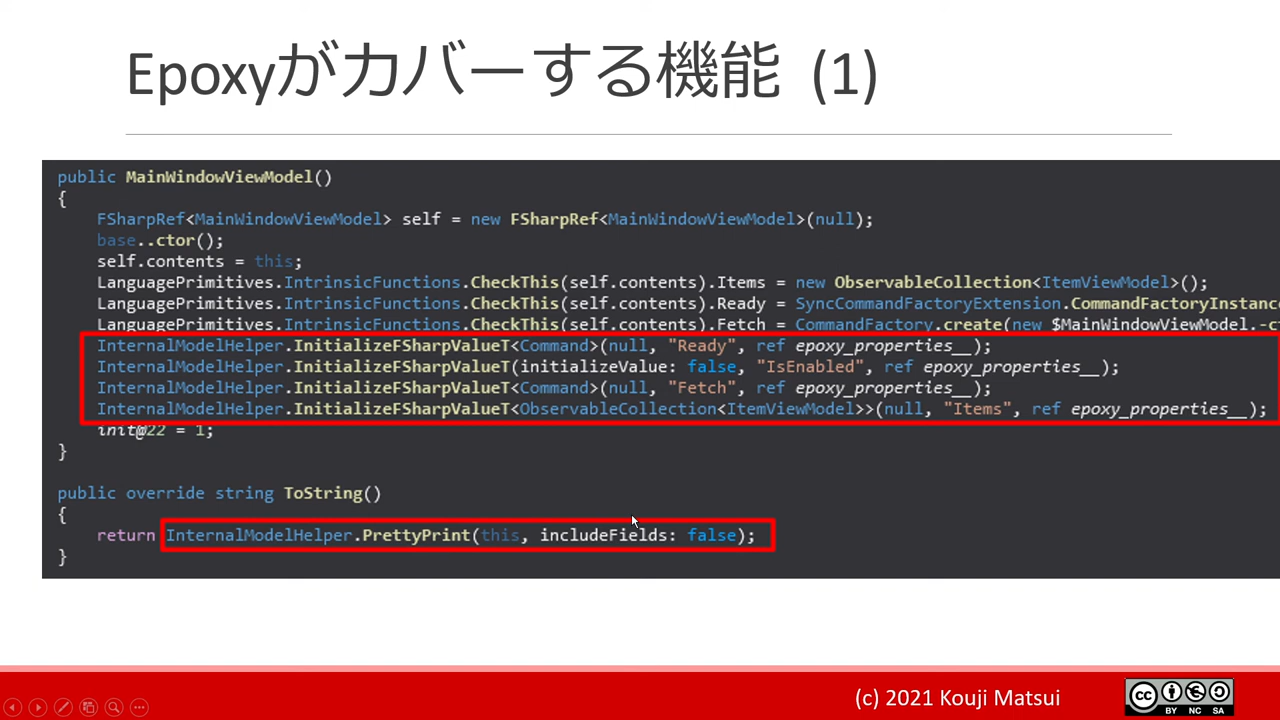 Epoxyがカバーする機能 (1)
public MainWindowViewModel()
{
FSharpRef<MainWindowViewModel> self = new FSharpRef<MainWindowViewModel>(null);
base..ctor();
self.contents = this;
LanguagePrimitives.IntrinsicFunctions.CheckThis(self.contents).Items = new ObservableCollection<ItemViewModel>();
LanguagePrimitives.IntrinsicFunctions.CheckThis(self.contents).Ready = SyncCommandFactoryExtension.CommandFactoryInstanc
LanguagePrimitives.IntrinsicFunctions.CheckThis(self.contents).Fetch = CommandFactory.create(new $MainWindowViewModel.-c
InternalModelHelper.InitializeFSharpValueT<Command>(null, "Ready", ref epoxy_properties__);
InternalModelHelper.InitializeFSharpValueT(initializeValue: false, "IsEnabled", ref epoxy_properties__);
InternalModelHelper.InitializeFSharpValueT<Command>(null, "Fetch", ref epoxy_properties__);
InternalModelHelper.InitializeFSharpValueT<ObservableCollection<ItemViewModel>>(null, "Items", ref epoxy_properties__);
init@22 = 1;
}
public override string ToString()
{
return InternalModelHelper.PrettyPrint(this, includeFields: false);
}
(c) 2021 Kouji Matsui
cc BY NC SA